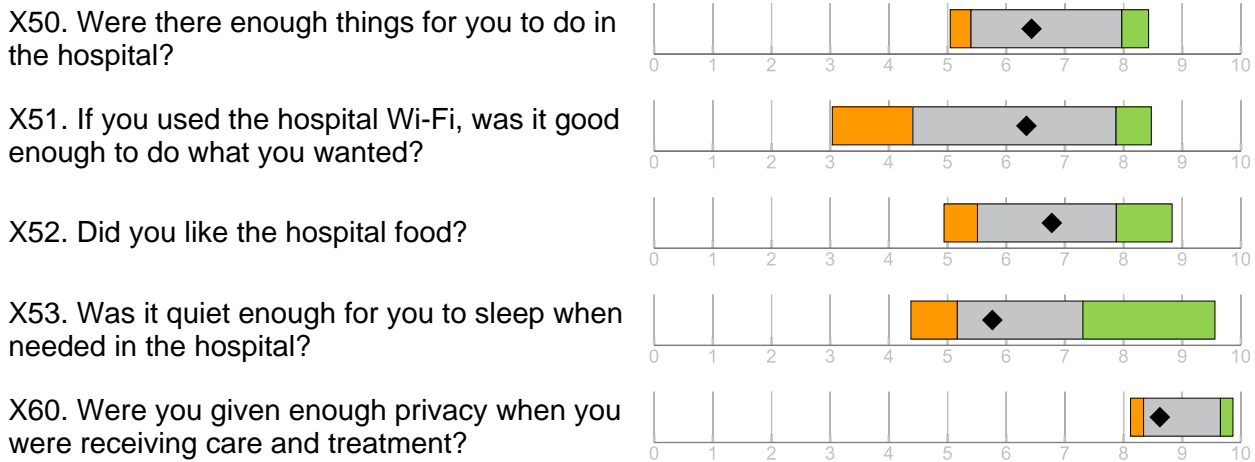 X50. Were there enough things for you to do in
the hospital?
0 1 2 3 4 5 6 7 8 9 10
X51. If you used the hospital Wi-Fi, was it good
enough to do what you wanted?
0 1 2 3 4 5 6 7 8 9 10
X52. Did you like the hospital food?
0 1 2 3 4 5 6 7 8 9 10
X53. Was it quiet enough for you to sleep when
needed in the hospital?
0 1 2 3 4 5 6 7 8 9 10
X60. Were you given enough privacy when you
were receiving care and treatment?
0 1 2 3 4 5 6 7 8 9 10